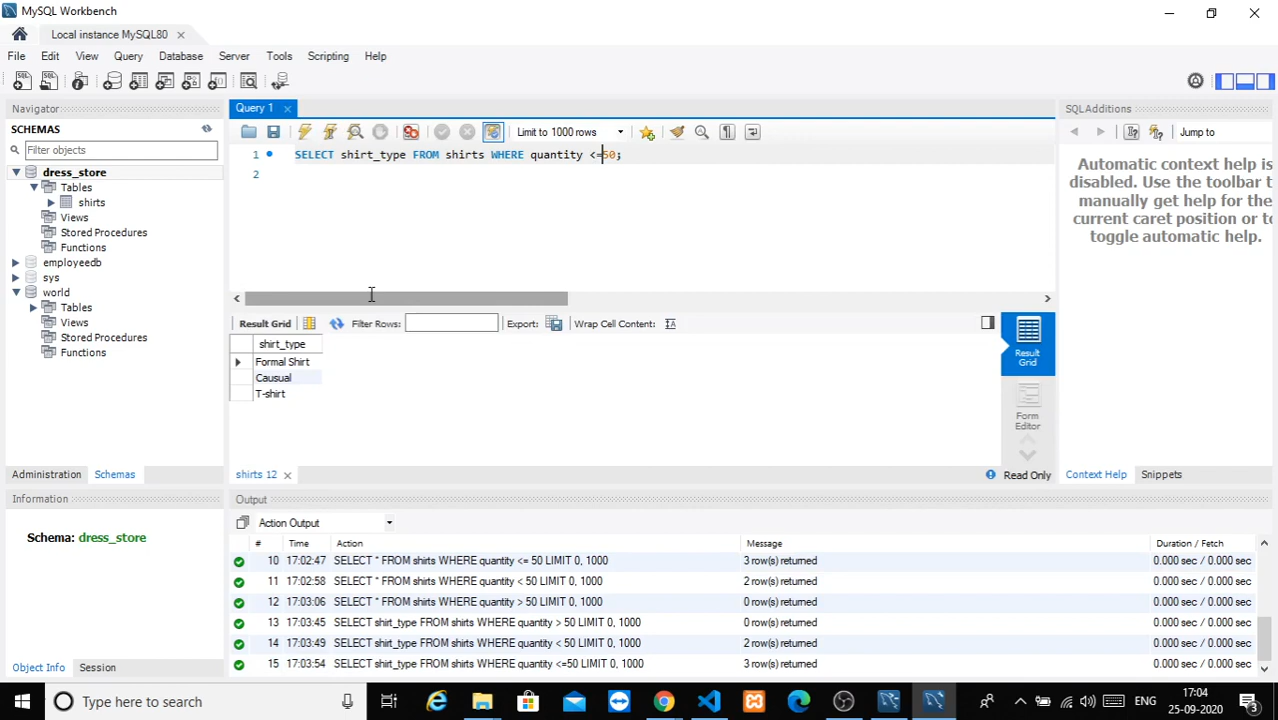 MySQL Workbench
Local instance MySQL80
File Edit View Query Database Server Tools Scripting Help
Navigator
SCHEMAS
Filter objects
dress_store
Tables
shirts
Views
Stored Procedures
Functions
employeedb
sys
world
Tables
Views
Stored Procedures
Functions
Administration Schemas
Information
Schema: dress_store
Object Info Session
Query 1
Limit to 1000 rows
1 SELECT shirt_type FROM shirts WHERE quantity <=50;
2
Result Grid Filter Rows: Export: Wrap Cell Content:
shirt_type
Formal Shirt
Causual
T-shirt
Result
Grid
Form
Editor
shirts 12 Read Only
SQLAdditions
Jump to
Automatic context help is
disabled. Use the toolbar t
manually get help for the
current caret position or to
toggle automatic help.
Context Help Snippets
Output
Action Output
# Time Action Message Duration / Fetch
10 17:02:47 SELECT * FROM shirts WHERE quantity <= 50 LIMIT 0, 1000 3 row(s) returned 0.000 sec / 0.000 sec
11 17:02:58 SELECT * FROM shirts WHERE quantity < 50 LIMIT 0, 1000 2 row(s) returned 0.000 sec / 0.000 sec
12 17:03:06 SELECT * FROM shirts WHERE quantity > 50 LIMIT 0, 1000 0 row(s) returned 0.000 sec / 0.000 sec
13 17:03:45 SELECT shirt_type FROM shirts WHERE quantity > 50 LIMIT 0, 1000 0 row(s) returned 0.000 sec / 0.000 sec
14 17:03:49 SELECT shirt_type FROM shirts WHERE quantity < 50 LIMIT 0, 1000 2 row(s) returned 0.000 sec / 0.000 sec
15 17:03:54 SELECT shirt_type FROM shirts WHERE quantity <=50 LIMIT 0, 1000 3 row(s) returned 0.000 sec / 0.000 sec
Type here to search
ENG
17:04
25-09-2020
3